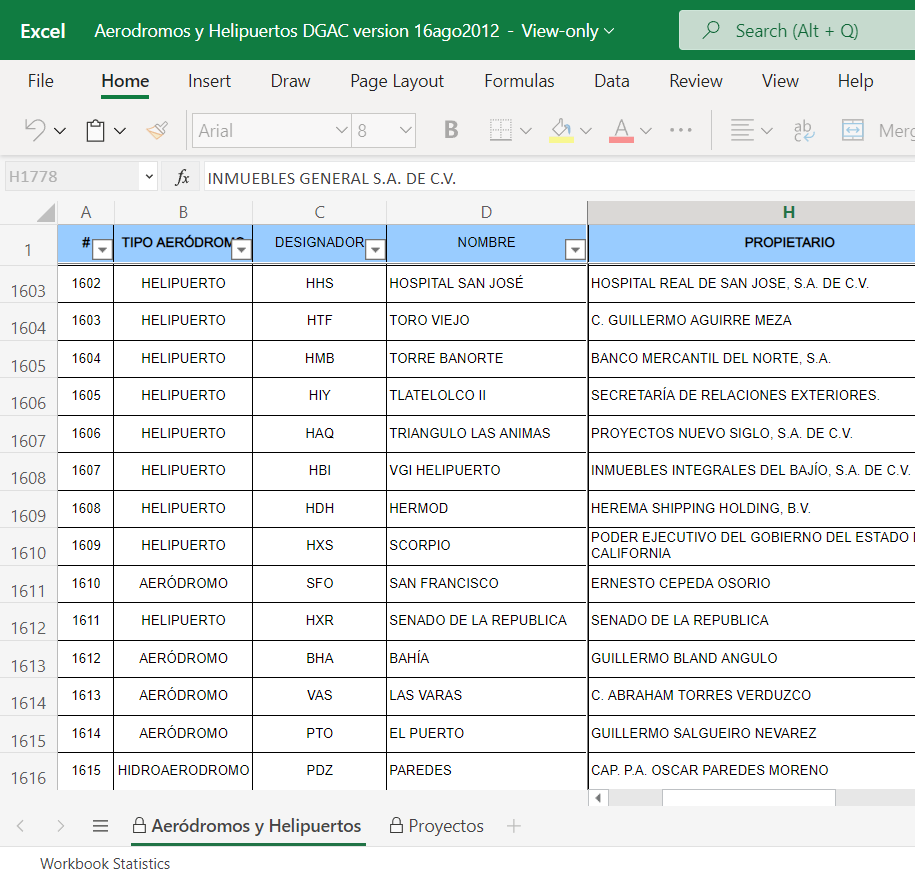 Excel Aerodromos y Helipuertos DGAC version 16ago2012 - View-only Search (Alt + Q)
File Home Insert Draw Page Layout Formulas Data Review View Help
Arial 8 B A ab
H1778 fx INMUEBLES GENERAL S.A. DE C.V.
A B C D H
1 # TIPO AERÓDROMO DESIGNADOR NOMBRE PROPIETARIO
1603 1602 HELIPUERTO HHS HOSPITAL SAN JOSÉ HOSPITAL REAL DE SAN JOSE, S.A. DE C.V.
1604 1603 HELIPUERTO HTF TORO VIEJO C. GUILLERMO AGUIRRE MEZA
1605 1604 HELIPUERTO HMB TORRE BANORTE BANCO MERCANTIL DEL NORTE, S.A.
1606 1605 HELIPUERTO HIY TLATELOLCO II SECRETARÍA DE RELACIONES EXTERIORES.
1607 1606 HELIPUERTO HAQ TRIANGULO LAS ANIMAS PROYECTOS NUEVO SIGLO, S.A. DE C.V.
1608 1607 HELIPUERTO HBI VGI HELIPUERTO INMUEBLES INTEGRALES DEL BAJÍO, S.A. DE C.V.
1609 1608 HELIPUERTO HDH HERMOD HEREMA SHIPPING HOLDING, B.V.
1610 1609 HELIPUERTO HXS SCORPIO PODER EJECUTIVO DEL GOBIERNO DEL ESTADO
CALIFORNIA
1611 1610 AERÓDROMO SFO SAN FRANCISCO ERNESTO CEPEDA OSORIO
1612 1611 HELIPUERTO HXR SENADO DE LA REPUBLICA SENADO DE LA REPUBLICA
1613 1612 AERÓDROMO BHA BAHÍA GUILLERMO BLAND ANGULO
1614 1613 AERÓDROMO VAS LAS VARAS C. ABRAHAM TORRES VERDUZCO
1615 1614 AERÓDROMO PTO EL PUERTO GUILLERMO SALGUEIRO NEVAREZ
1616 1615 HIDROAERODROMO PDZ PAREDES CAP. P.A. OSCAR PAREDES MORENO
Aeródromos y Helipuertos Proyectos
Workbook Statistics